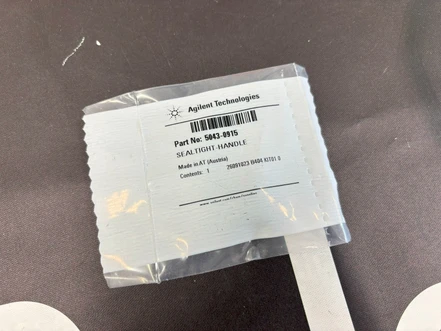 Agilent Technologies
Part No: 5043-0915
SEALTIGHT-HANDLE
Made in AT (Austria)
Contents: 1